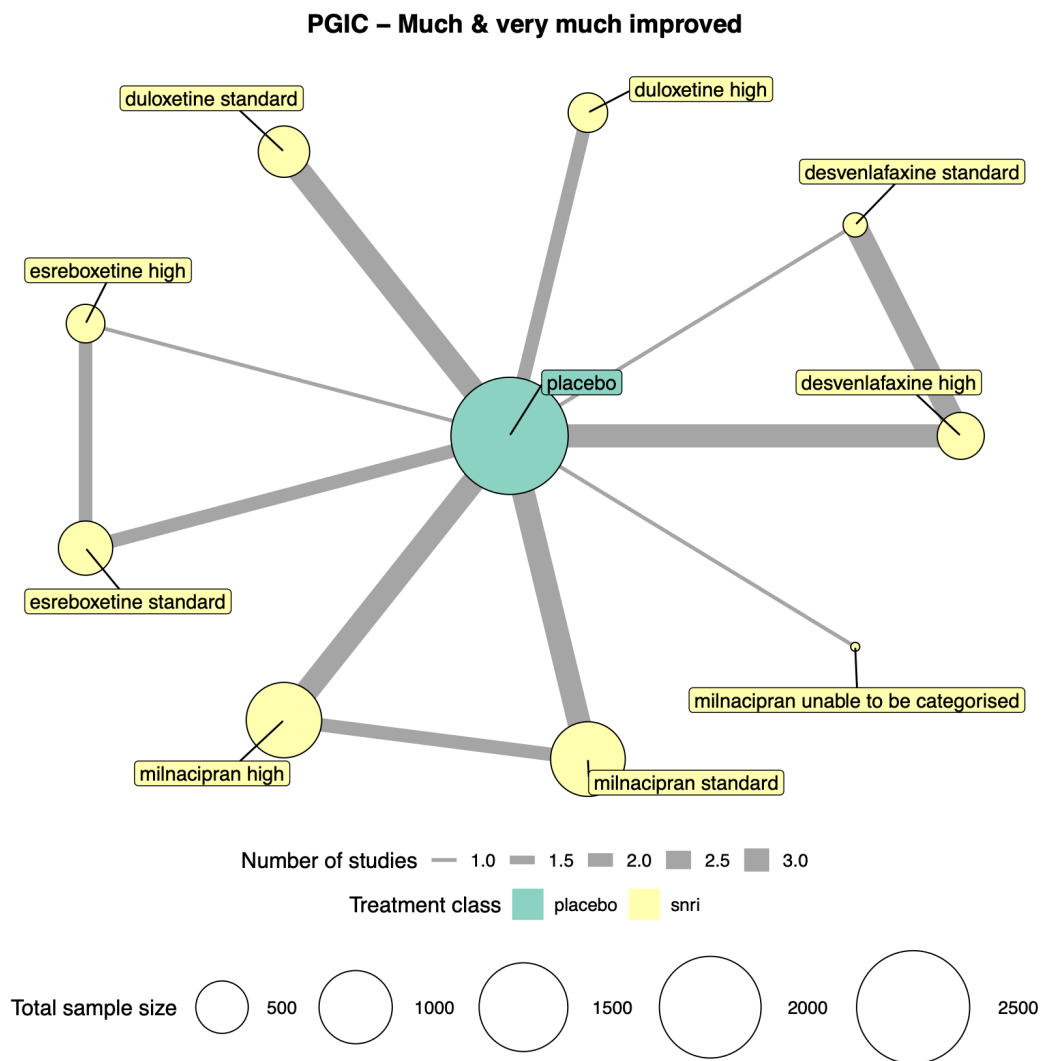 PGIC – Much & very much improved
duloxetine high
duloxetine standard
desvenlafaxine standard
esreboxetine high
placebo
desvenlafaxine high
esreboxetine standard
milnacipran unable to be categorised
milnacipran high
milnacipran standard
Number of studies 1.0 1.5 2.0 2.5 3.0
Treatment class placebo snri
Total sample size 500 1000 1500 2000 2500